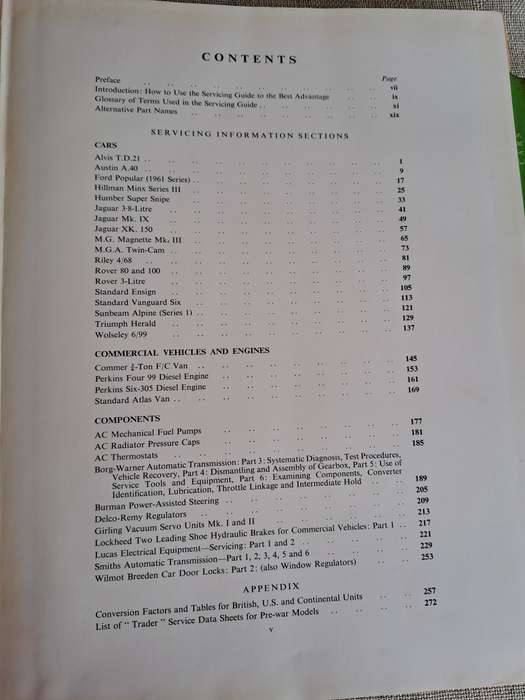 CONTENTS
Page
Preface .. .. .. .. .. .. .. .. vii
Introduction: How to Use the Servicing Guide to the Best Advantage .. .. ix
Glossary of Terms Used in the Servicing Guide .. .. .. .. .. xi
Alternative Part Names .. .. .. .. .. .. .. xix
SERVICING INFORMATION SECTIONS
CARS
Alvis T.D.21 .. .. .. .. .. .. .. .. 1
Austin A.40 .. .. .. .. .. .. .. .. 9
Ford Popular (1961 Series) .. .. .. .. .. .. .. 17
Hillman Minx Series III .. .. .. .. .. .. .. 25
Humber Super Snipe .. .. .. .. .. .. .. 33
Jaguar 3·8-Litre .. .. .. .. .. .. .. .. 41
Jaguar Mk. IX .. .. .. .. .. .. .. .. 49
Jaguar XK. 150 .. .. .. .. .. .. .. .. 57
M.G. Magnette Mk. III .. .. .. .. .. .. .. 65
M.G.A. Twin-Cam .. .. .. .. .. .. .. .. 73
Riley 4/68 .. .. .. .. .. .. .. .. 81
Rover 80 and 100 .. .. .. .. .. .. .. .. 89
Rover 3-Litre .. .. .. .. .. .. .. .. 97
Standard Ensign .. .. .. .. .. .. .. .. 105
Standard Vanguard Six .. .. .. .. .. .. .. 113
Sunbeam Alpine (Series 1) .. .. .. .. .. .. .. 121
Triumph Herald .. .. .. .. .. .. .. .. 129
Wolseley 6/99 .. .. .. .. .. .. .. .. 137
COMMERCIAL VEHICLES AND ENGINES
Commer ¾-Ton F/C Van .. .. .. .. .. .. .. 145
Perkins Four 99 Diesel Engine .. .. .. .. .. .. .. 153
Perkins Six-305 Diesel Engine .. .. .. .. .. .. .. 161
Standard Atlas Van .. .. .. .. .. .. .. .. 169
COMPONENTS
AC Mechanical Fuel Pumps .. .. .. .. .. .. .. 177
AC Radiator Pressure Caps .. .. .. .. .. .. .. 181
AC Thermostats .. .. .. .. .. .. .. .. 185
Borg-Warner Automatic Transmission: Part 3: Systematic Diagnosis, Test Procedures,
Vehicle Recovery, Part 4: Dismantling and Assembly of Gearbox, Part 5: Use of
Service Tools and Equipment, Part 6: Examining Components, Converter
Identification, Lubrication, Throttle Linkage and Intermediate Hold .. .. 189
Burman Power-Assisted Steering .. .. .. .. .. .. 205
Delco-Remy Regulators .. .. .. .. .. .. .. 209
Girling Vacuum Servo Units Mk. I and II .. .. .. .. .. 213
Lockheed Two Leading Shoe Hydraulic Brakes for Commercial Vehicles: Part 1 .. 217
Lucas Electrical Equipment—Servicing: Part 1 and 2 .. .. .. .. 221
Smiths Automatic Transmission—Part 1, 2, 3, 4, 5 and 6 .. .. .. .. 229
Wilmot Breeden Car Door Locks: Part 2: (also Window Regulators) .. .. 253
APPENDIX
Conversion Factors and Tables for British, U.S. and Continental Units .. .. 257
List of “ Trader ” Service Data Sheets for Pre-war Models .. .. .. .. 272
v